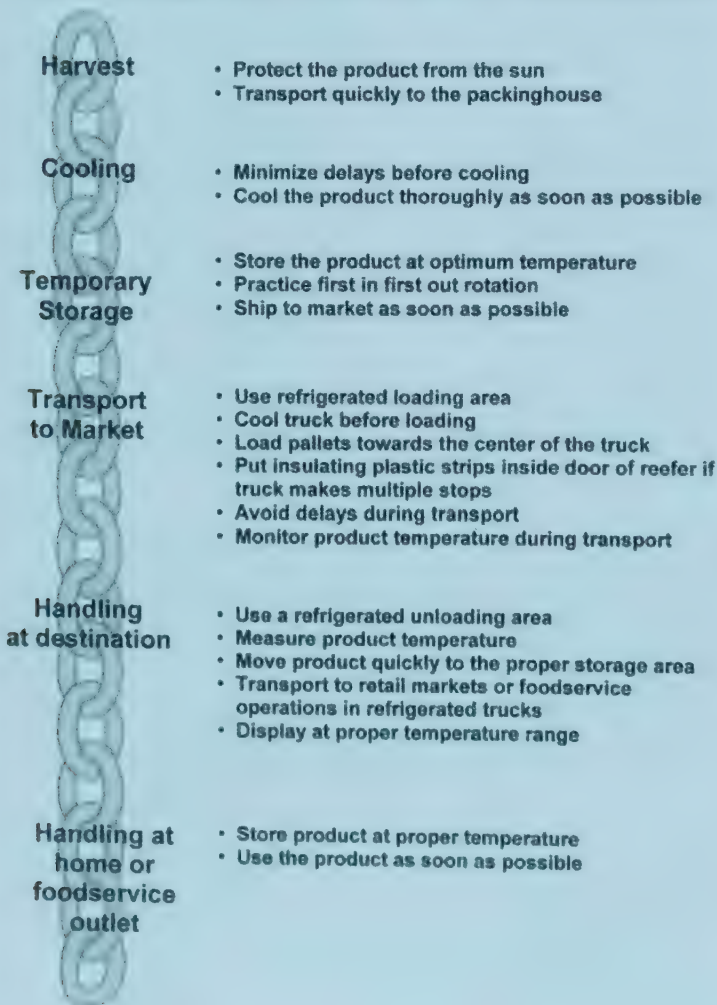 Harvest
• Protect the product from the sun
• Transport quickly to the packinghouse
Cooling
• Minimize delays before cooling
• Cool the product thoroughly as soon as possible
Temporary
Storage
• Store the product at optimum temperature
• Practice first in first out rotation
• Ship to market as soon as possible
Transport
to Market
• Use refrigerated loading area
• Cool truck before loading
• Load pallets towards the center of the truck
• Put insulating plastic strips inside door of reefer if
truck makes multiple stops
• Avoid delays during transport
• Monitor product temperature during transport
Handling
at destination
• Use a refrigerated unloading area
• Measure product temperature
• Move product quickly to the proper storage area
• Transport to retail markets or foodservice
operations in refrigerated trucks
• Display at proper temperature range
Handling at
home or
foodservice
outlet
• Store product at proper temperature
• Use the product as soon as possible